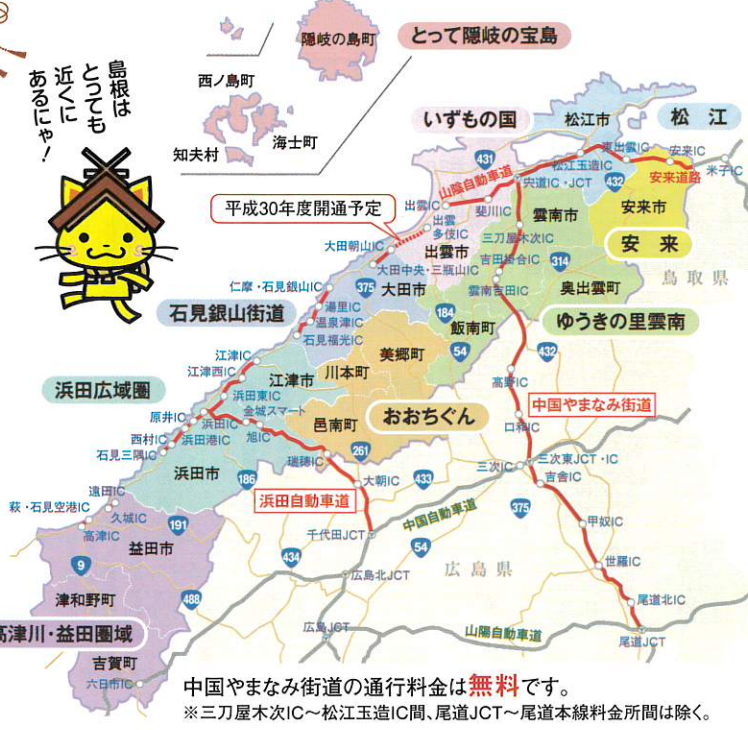 島根は
とっても
近くに
あるにゃ！
隠岐の島町
とって隠岐の宝島
西ノ島町
海士町
知夫村
いずもの国
松江市
松江
431
東出雲IC
安来IC
松江玉造IC
米子IC
山陰自動車道
宍道IC・JCT
432
安来道路
平成30年度開通予定
出雲IC
斐川IC
雲南市
安来市
出雲
多伎IC
三刀屋木次IC
大田朝山IC
出雲市
吉田掛合IC
安来
大田中央・三瓶山IC
314
鳥取県
仁摩・石見銀山IC
375
大田市
雲南吉田IC
奥出雲町
石見銀山街道
湯里IC
184
飯南町
ゆうきの里雲南
温泉津IC
石見福光IC
美郷町
54
432
江津IC
川本町
江津西IC
江津市
高野IC
浜田広域圏
浜田東IC
中国やまなみ街道
原井IC
浜田IC
金城スマート
邑南町
おおちぐん
西村IC
浜田港IC
旭IC
口和IC
石見三隅IC
261
瑞穂IC
三次IC
三次東JCT・IC
浜田市
186
大朝IC
433
吉舎IC
遠田IC
浜田自動車道
萩・石見空港IC
久城IC
191
中国自動車道
375
高津IC
千代田JCT
甲奴IC
益田市
434
54
9
広島県
世羅IC
広島北JCT
津和野町
488
尾道北IC
高津川・益田圏域
広島JCT
山陽自動車道
尾道JCT
吉賀町
六日市IC
中国やまなみ街道の通行料金は無料です。
※三刀屋木次IC～松江玉造IC間、尾道JCT～尾道本線料金所間は除く。